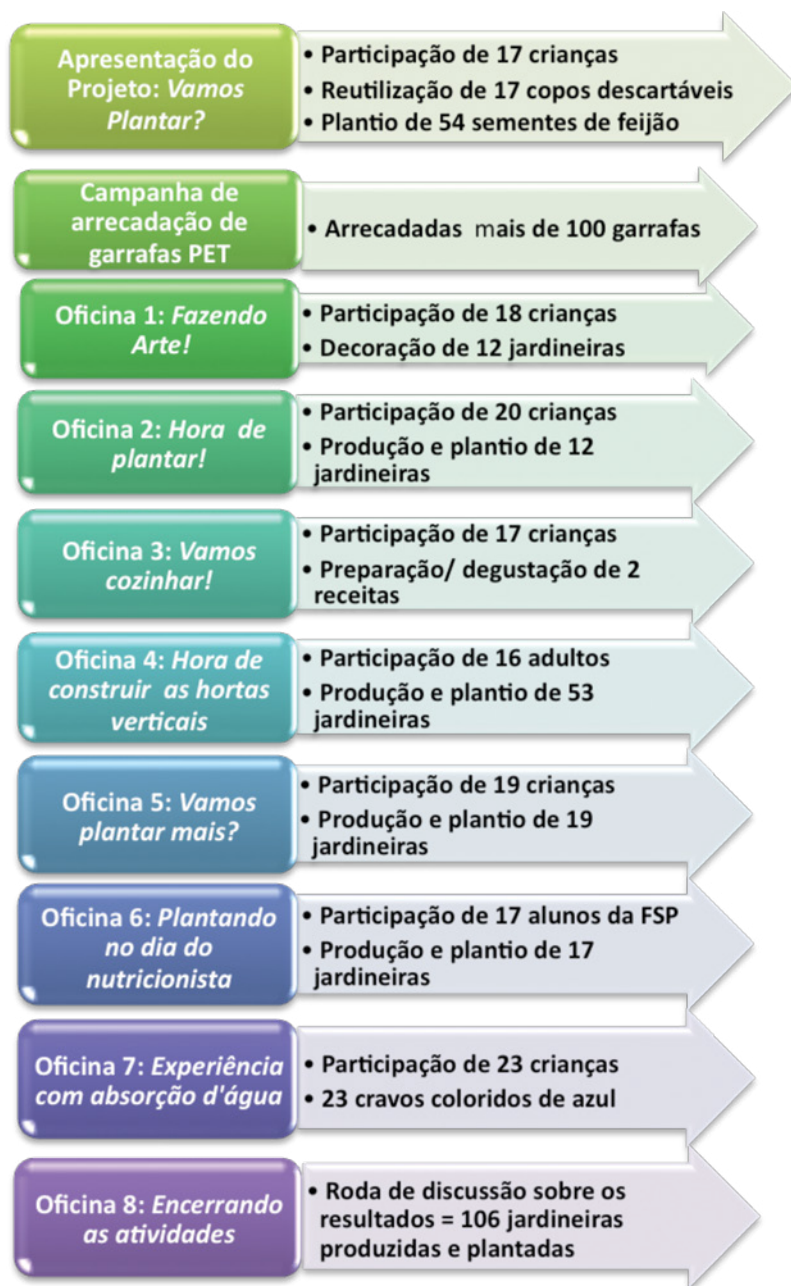 Apresentação do
Projeto: Vamos
Plantar?
• Participação de 17 crianças
• Reutilização de 17 copos descartáveis
• Plantio de 54 sementes de feijão
Campanha de
arrecadação de
garrafas PET
• Arrecadadas mais de 100 garrafas
Oficina 1: Fazendo
Arte!
• Participação de 18 crianças
• Decoração de 12 jardineiras
Oficina 2: Hora de
plantar!
• Participação de 20 crianças
• Produção e plantio de 12
jardineiras
Oficina 3: Vamos
cozinhar!
• Participação de 17 crianças
• Preparação/ degustação de 2
receitas
Oficina 4: Hora de
construir as hortas
verticais
• Participação de 16 adultos
• Produção e plantio de 53
jardineiras
Oficina 5: Vamos
plantar mais?
• Participação de 19 crianças
• Produção e plantio de 19
jardineiras
Oficina 6: Plantando
no dia do
nutricionista
• Participação de 17 alunos da FSP
• Produção e plantio de 17
jardineiras
Oficina 7: Experiência
com absorção d'água
• Participação de 23 crianças
• 23 cravos coloridos de azul
Oficina 8: Encerrando
as atividades
• Roda de discussão sobre os
resultados = 106 jardineiras
produzidas e plantadas